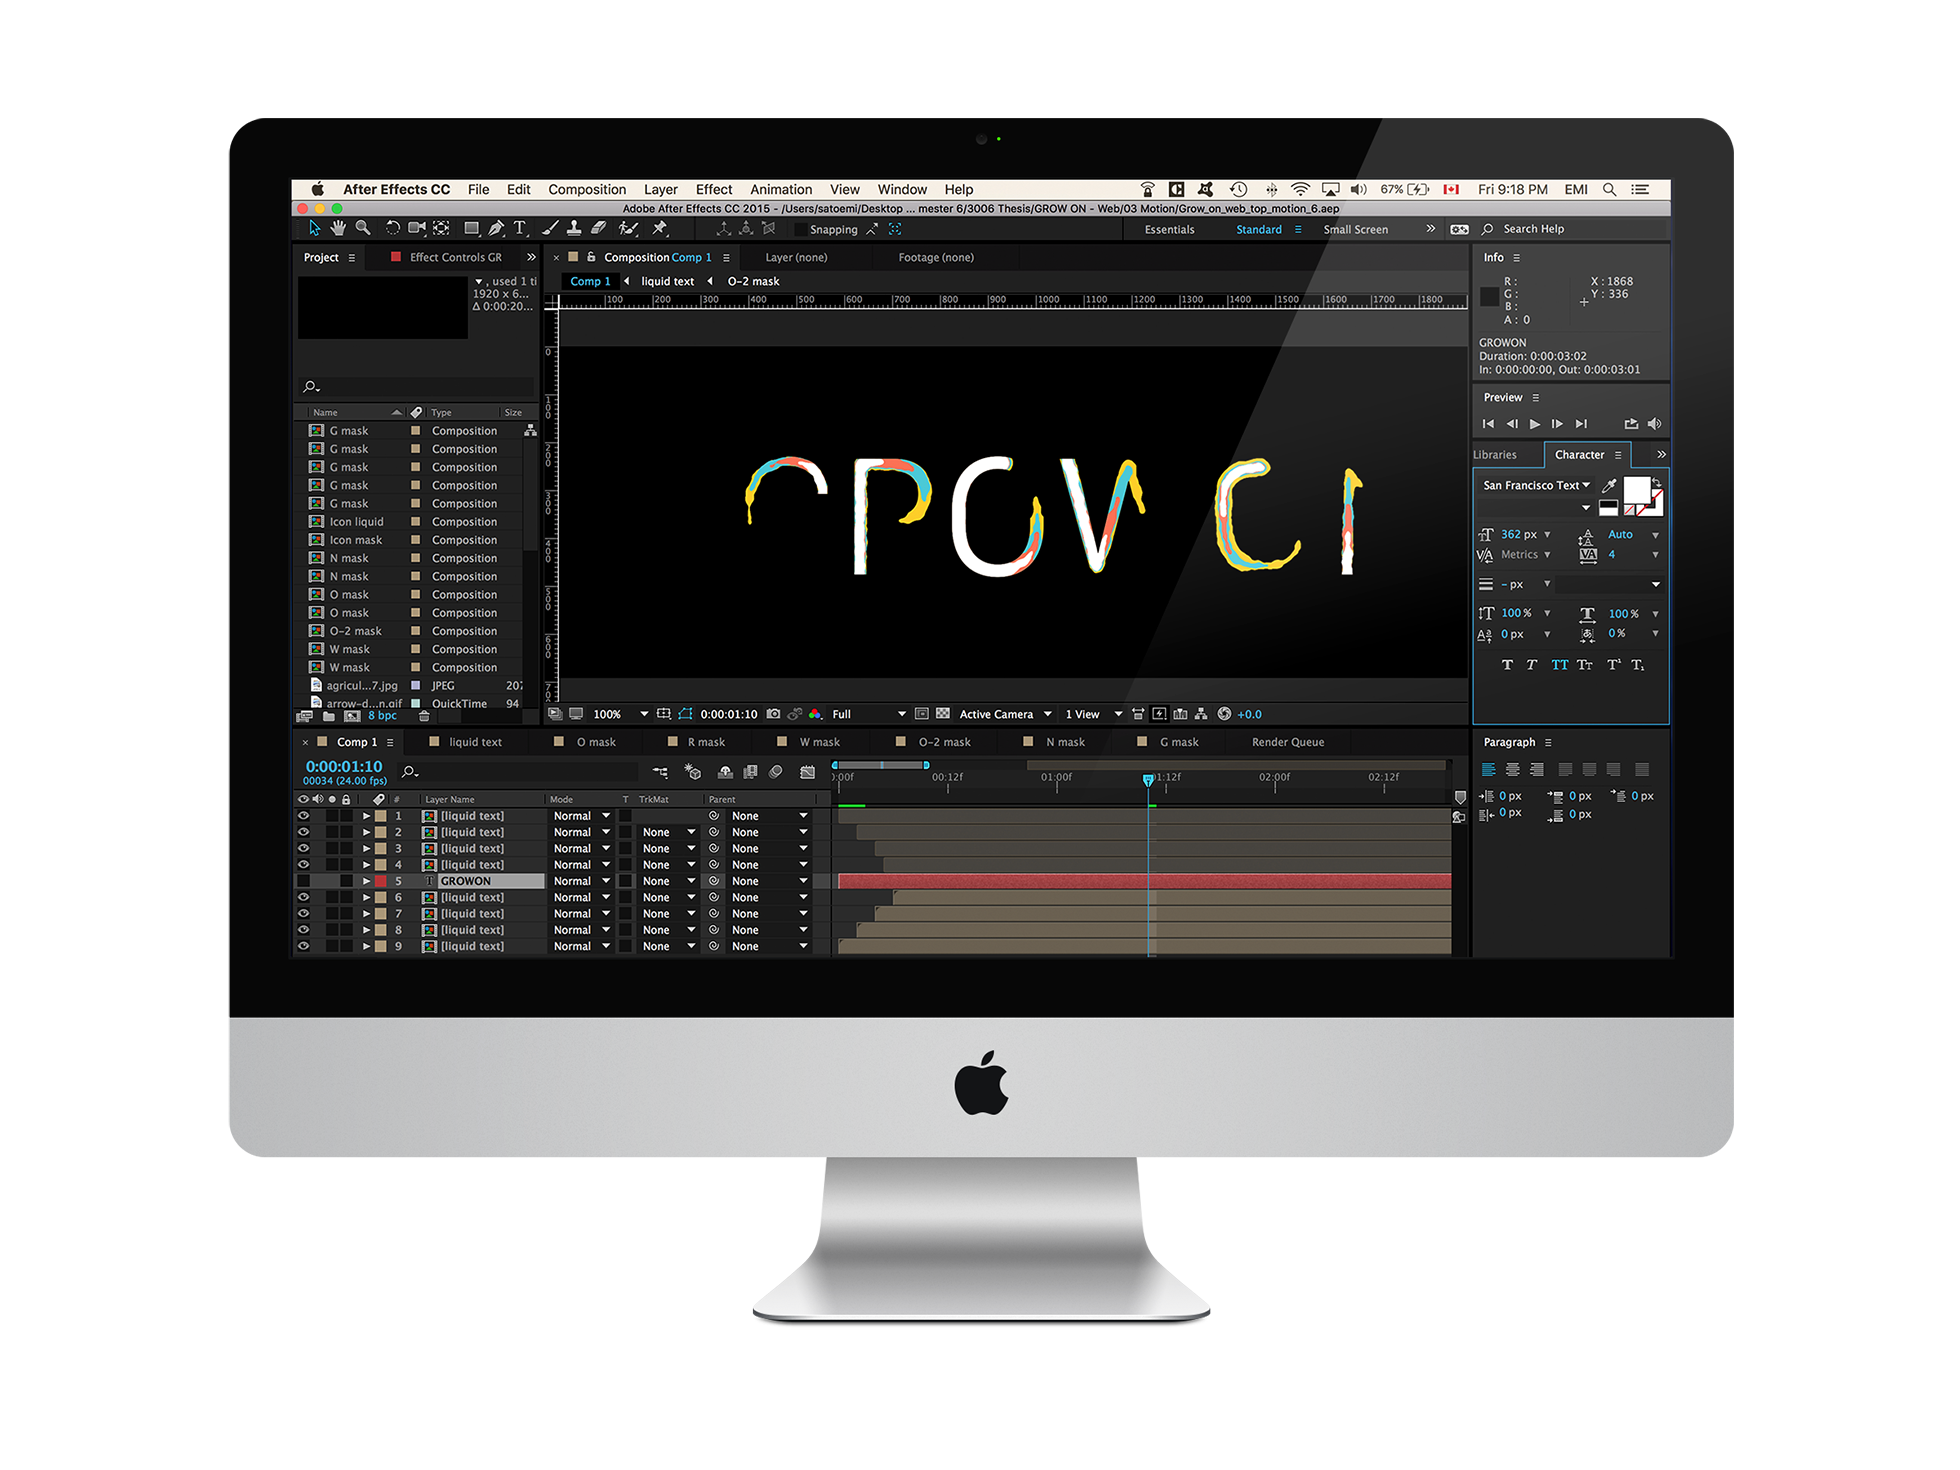 After Effects CC File Edit Composition Layer Effect Animation View Window Help 67% Fri 9:18 PM EMI
Adobe After Effects CC 2015 - /Users/satoemi/Desktop ... mester 6/3006 Thesis/GROW ON - Web/03 Motion/Grow_on_web_top_motion_6.aep
Snapping Essentials Standard Small Screen Search Help
Project Effect Controls GR Composition Comp 1 Layer (none) Footage (none)
Comp 1 liquid text O-2 mask
, used 1 ti
1920 x 6...
Δ 0:00:20...
100 200 300 400 500 600 700 800 900 1000 1100 1200 1300 1400 1500 1600 1700 1800
0 100 200 300 400 500 600 70
Name Type Size
G mask Composition
G mask Composition
G mask Composition
G mask Composition
G mask Composition
Icon liquid Composition
Icon mask Composition
N mask Composition
N mask Composition
O mask Composition
O mask Composition
O-2 mask Composition
W mask Composition
W mask Composition
agricul...7.jpg JPEG 207
arrow-d...n.gif QuickTime 94
8 bpc
100% 0:00:01:10 Full Active Camera 1 View +0.0
Info
R :
G :
B :
A : 0
X : 1868
Y : 336
GROWON
Duration: 0:00:03:02
In: 0:00:00:00, Out: 0:00:03:01
Preview
Libraries Character
San Francisco Text
362 px Auto
Metrics 4
- px
100 % 100 %
0 px 0 %
T T TT Tt T¹ T₁
Paragraph
0 px 0 px 0 px
0 px 0 px
Comp 1 liquid text O mask R mask W mask O-2 mask N mask G mask Render Queue
0:00:01:10
00034 (24.00 fps)
:00f 00:12f 01:00f 01:12f 02:00f 02:12f
# Layer Name Mode T TrkMat Parent
1 [liquid text] Normal None
2 [liquid text] Normal None None
3 [liquid text] Normal None None
4 [liquid text] Normal None None
5 T GROWON Normal None None
6 [liquid text] Normal None None
7 [liquid text] Normal None None
8 [liquid text] Normal None None
9 [liquid text] Normal None None